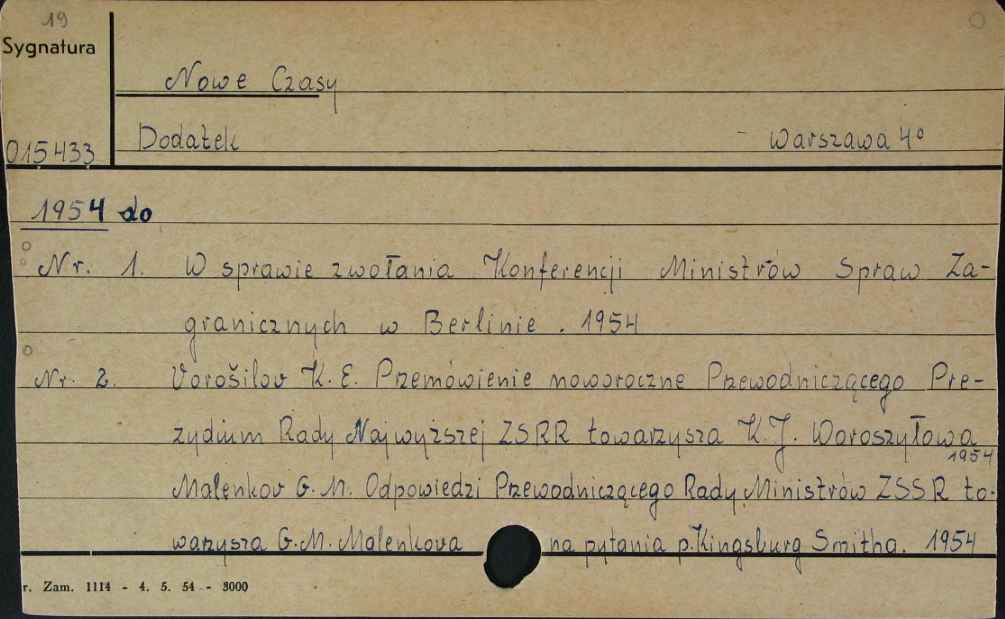 19
Sygnatura
Nowe Czasy
015433 Dodatek Warszawa 4°
1954 do
Nr. 1. W sprawie zwołania Konferencji Ministrów Spraw Za-
granicznych w Berlinie. 1954
Nr. 2. Vorošilov K. E. Przemówienie noworoczne Przewodniczącego Pre-
zydium Rady Najwyższej ZSRR towarzysza K. J. Woroszyłowa
1954
Malenkov G. M. Odpowiedzi Przewodniczącego Rady Ministrów ZSSR to-
warzysza G. M. Malenkova na pytania p. Kingsburg Smitha. 1954
r. Zam. 1114 - 4. 5. 54 - 3000